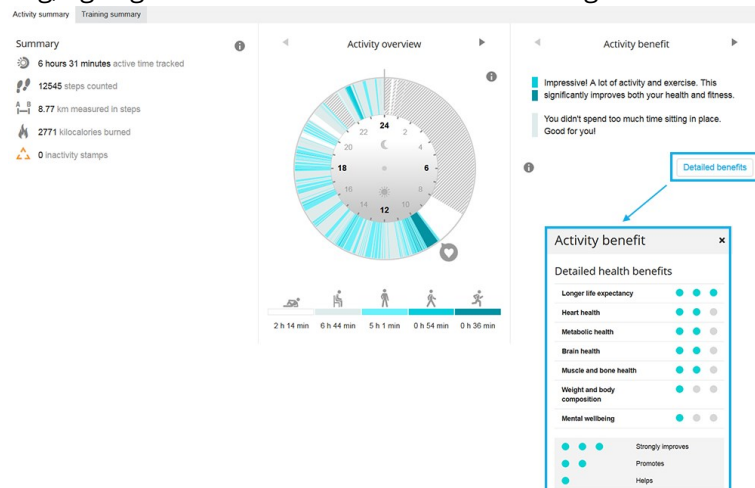 Activity summary
Training summary
Summary
6 hours 31 minutes active time tracked
12545 steps counted
A B
8.77 km measured in steps
2771 kilocalories burned
0 inactivity stamps
Activity overview
24
22
2
20
4
18
6
16
8
14
10
12
2 h 14 min
6 h 44 min
5 h 1 min
0 h 54 min
0 h 36 min
Activity benefit
Impressive! A lot of activity and exercise. This
significantly improves both your health and fitness.
You didn't spend too much time sitting in place.
Good for you!
Detailed benefits
Activity benefit
x
Detailed health benefits
Longer life expectancy
Heart health
Metabolic health
Brain health
Muscle and bone health
Weight and body
composition
Mental wellbeing
Strongly improves
Promotes
Helps